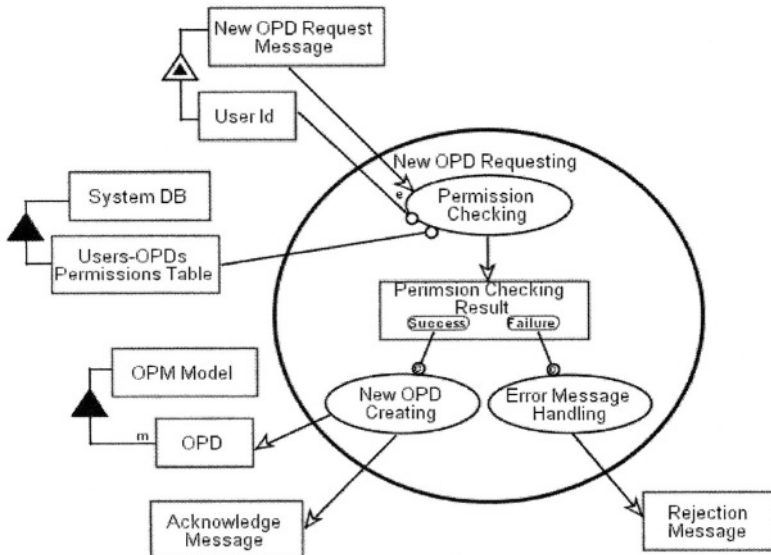 New OPD Request
Message
User Id
New OPD Requesting
e
Permission
Checking
System DB
Users-OPDs
Permissions Table
Perimsion Checking
Result
Success
Failure
OPM Model
New OPD
Creating
Error Message
Handling
m
OPD
Acknowledge
Message
Rejection
Message